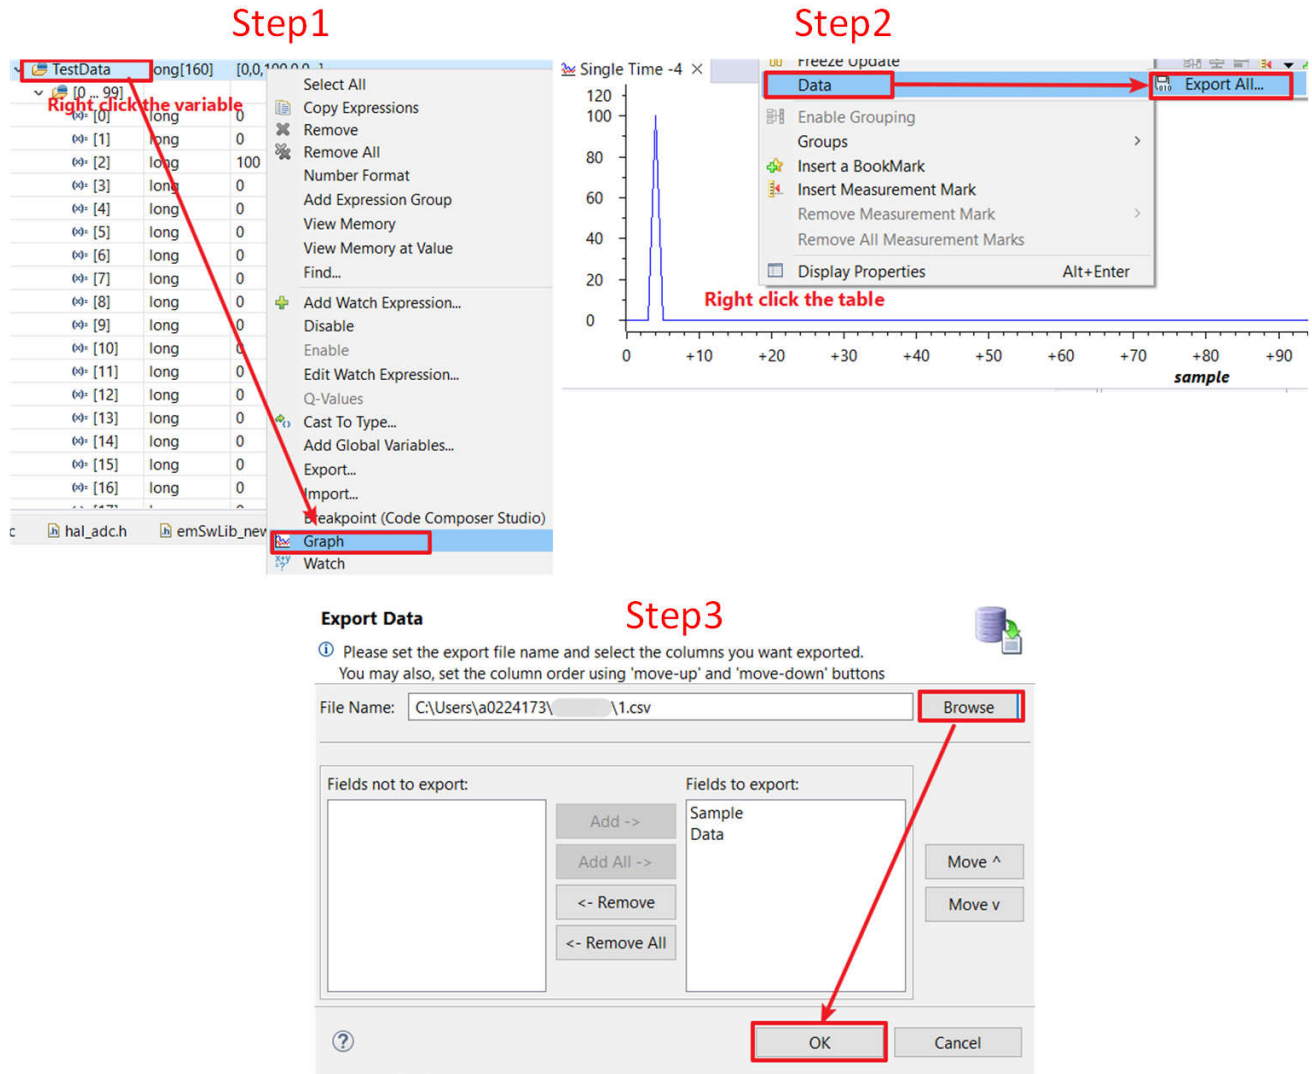 Step1
TestData long[160] [0,0,100,0,0...]
[0 ... 99]
Right click the variable
(x)= [0] long 0
(x)= [1] long 0
(x)= [2] long 100
(x)= [3] long 0
(x)= [4] long 0
(x)= [5] long 0
(x)= [6] long 0
(x)= [7] long 0
(x)= [8] long 0
(x)= [9] long 0
(x)= [10] long 0
(x)= [11] long 0
(x)= [12] long 0
(x)= [13] long 0
(x)= [14] long 0
(x)= [15] long 0
(x)= [16] long 0
c hal_adc.h emSwLib_new
Select All
Copy Expressions
Remove
Remove All
Number Format
Add Expression Group
View Memory
View Memory at Value
Find...
Add Watch Expression...
Disable
Enable
Edit Watch Expression...
Q-Values
Cast To Type...
Add Global Variables...
Export...
Import...
Breakpoint (Code Composer Studio)
Graph
x+y =? Watch
Step2
Single Time -4
120
100
80
60
40
20
0
0 +10 +20 +30 +40 +50 +60 +70 +80 +90
sample
Freeze Update
Data
Export All...
Enable Grouping
Groups
Insert a BookMark
Insert Measurement Mark
Remove Measurement Mark
Remove All Measurement Marks
Display Properties Alt+Enter
Right click the table
Step3
Export Data
Please set the export file name and select the columns you want exported.
You may also, set the column order using 'move-up' and 'move-down' buttons
File Name: C:\Users\a0224173\ \1.csv Browse
Fields not to export:
Add ->
Add All ->
<- Remove
<- Remove All
Fields to export:
Sample
Data
Move ^
Move v
OK Cancel